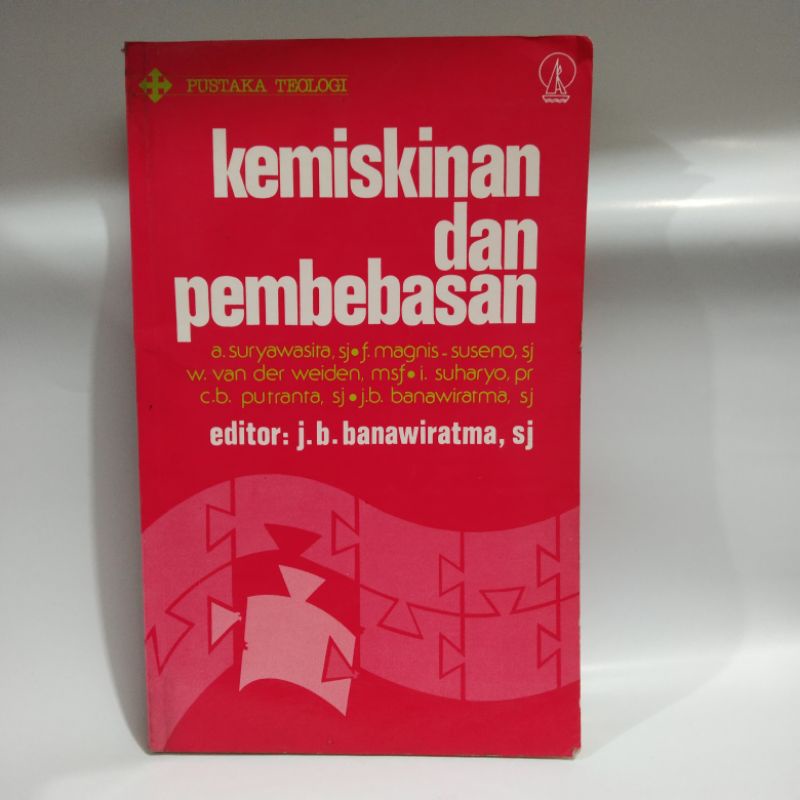 PUSTAKA TEOLOGI
kemiskinan
dan
pembebasan
a. suryawasita, sj • f. magnis - suseno, sj
w. van der weiden, msf • i. suharyo, pr
c.b. putranta, sj • j.b. banawiratma, sj
editor: j.b. banawiratma, sj